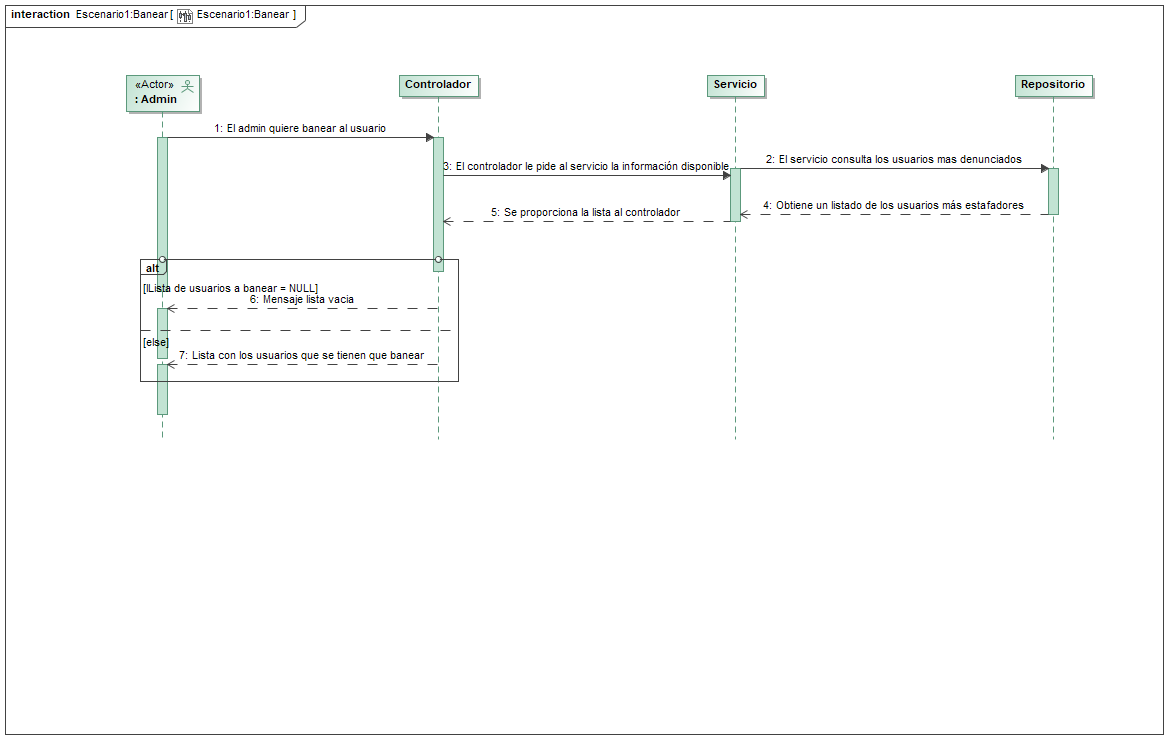 interaction Escenario1:Banear [ Escenario1:Banear ]
«Actor»
: Admin
Controlador
Servicio
Repositorio
1: El admin quiere banear al usuario
2: El servicio consulta los usuarios mas denunciados
3: El controlador le pide al servicio la información disponible
4: Obtiene un listado de los usuarios más estafadores
5: Se proporciona la lista al controlador
alt
[lLista de usuarios a banear = NULL]
6: Mensaje lista vacia
[else]
7: Lista con los usuarios que se tienen que banear